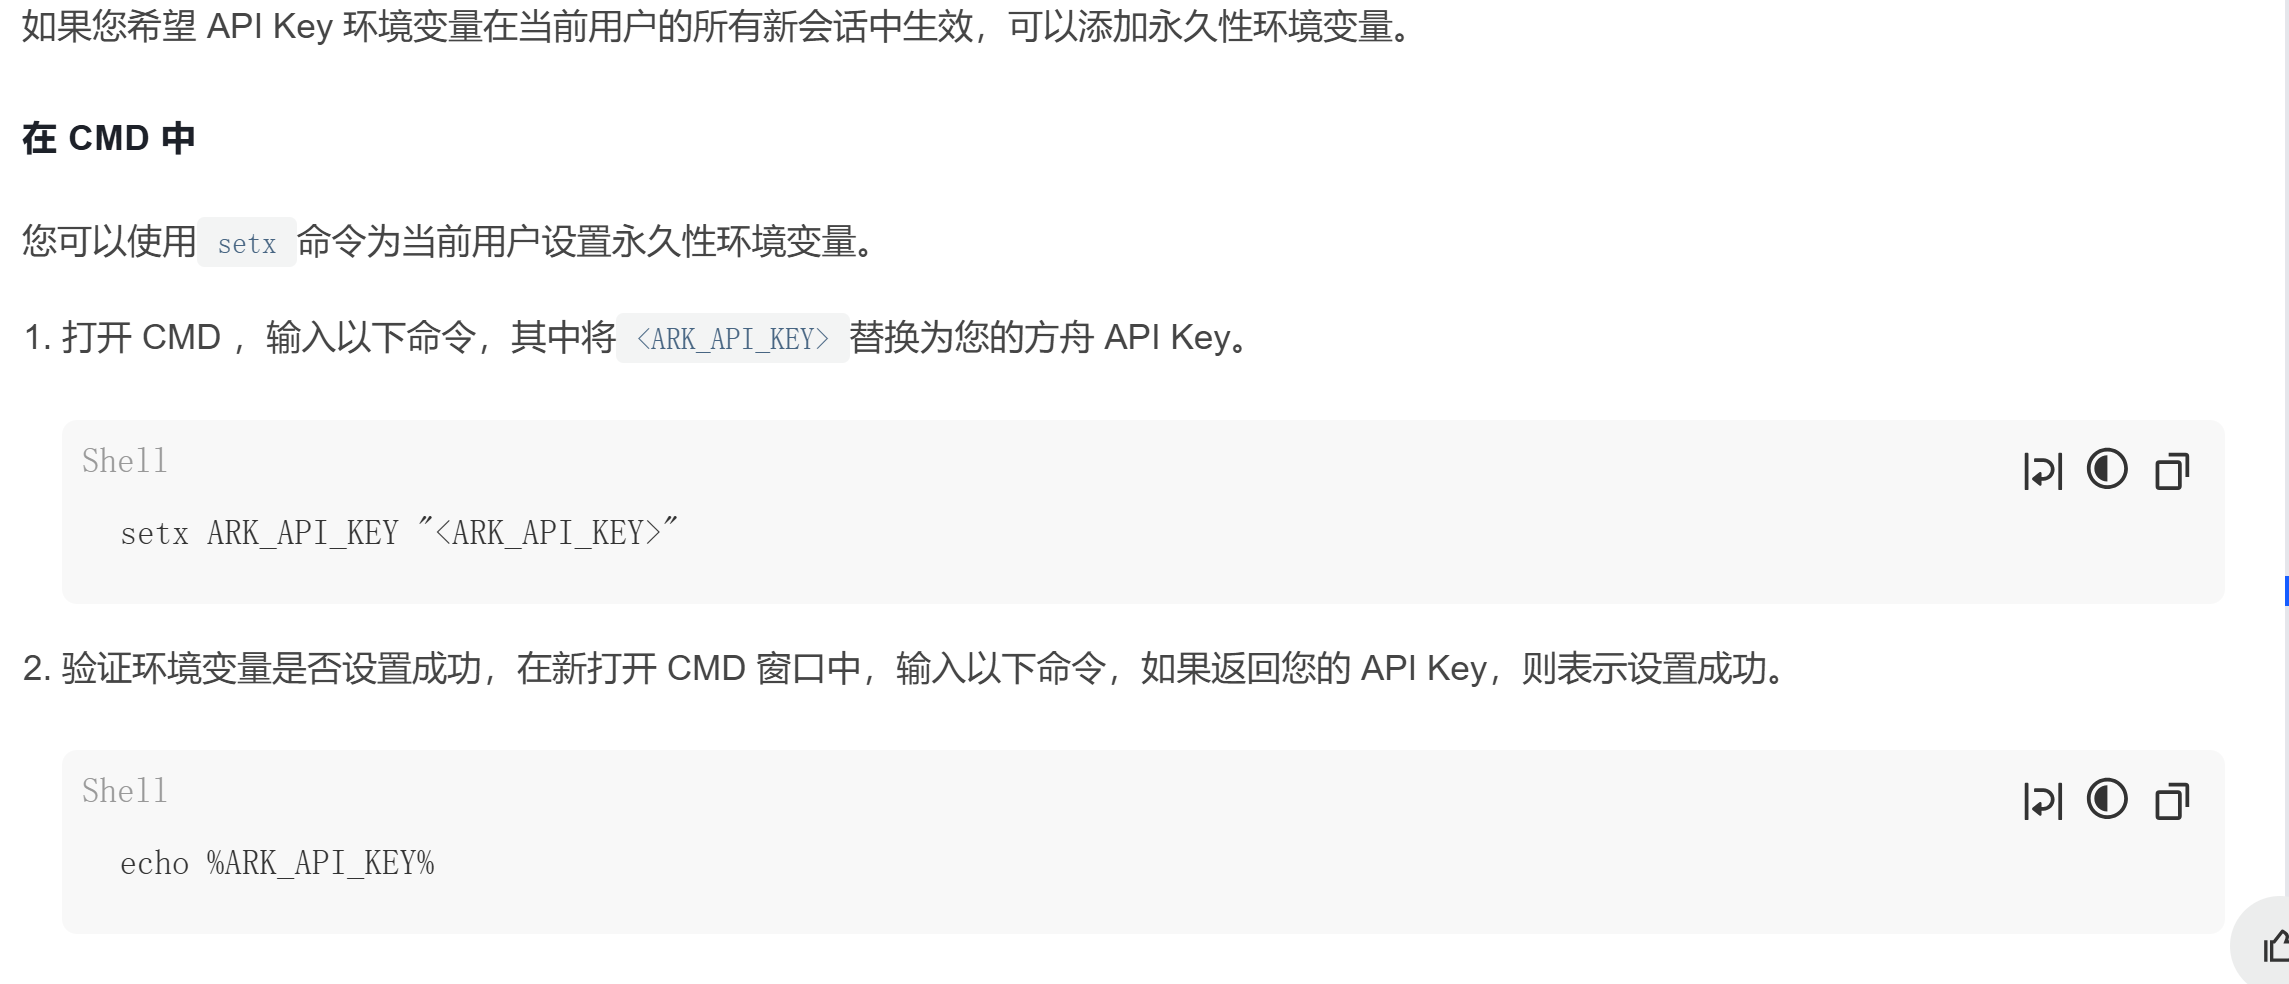 如果您希望 API Key 环境变量在当前用户的所有新会话中生效，可以添加永久性环境变量。
在 CMD 中
您可以使用 setx 命令为当前用户设置永久性环境变量。
1. 打开 CMD ，输入以下命令，其中将 <ARK_API_KEY> 替换为您的方舟 API Key。
Shell
setx ARK_API_KEY "<ARK_API_KEY>"
2. 验证环境变量是否设置成功，在新打开 CMD 窗口中，输入以下命令，如果返回您的 API Key，则表示设置成功。
Shell
echo %ARK_API_KEY%